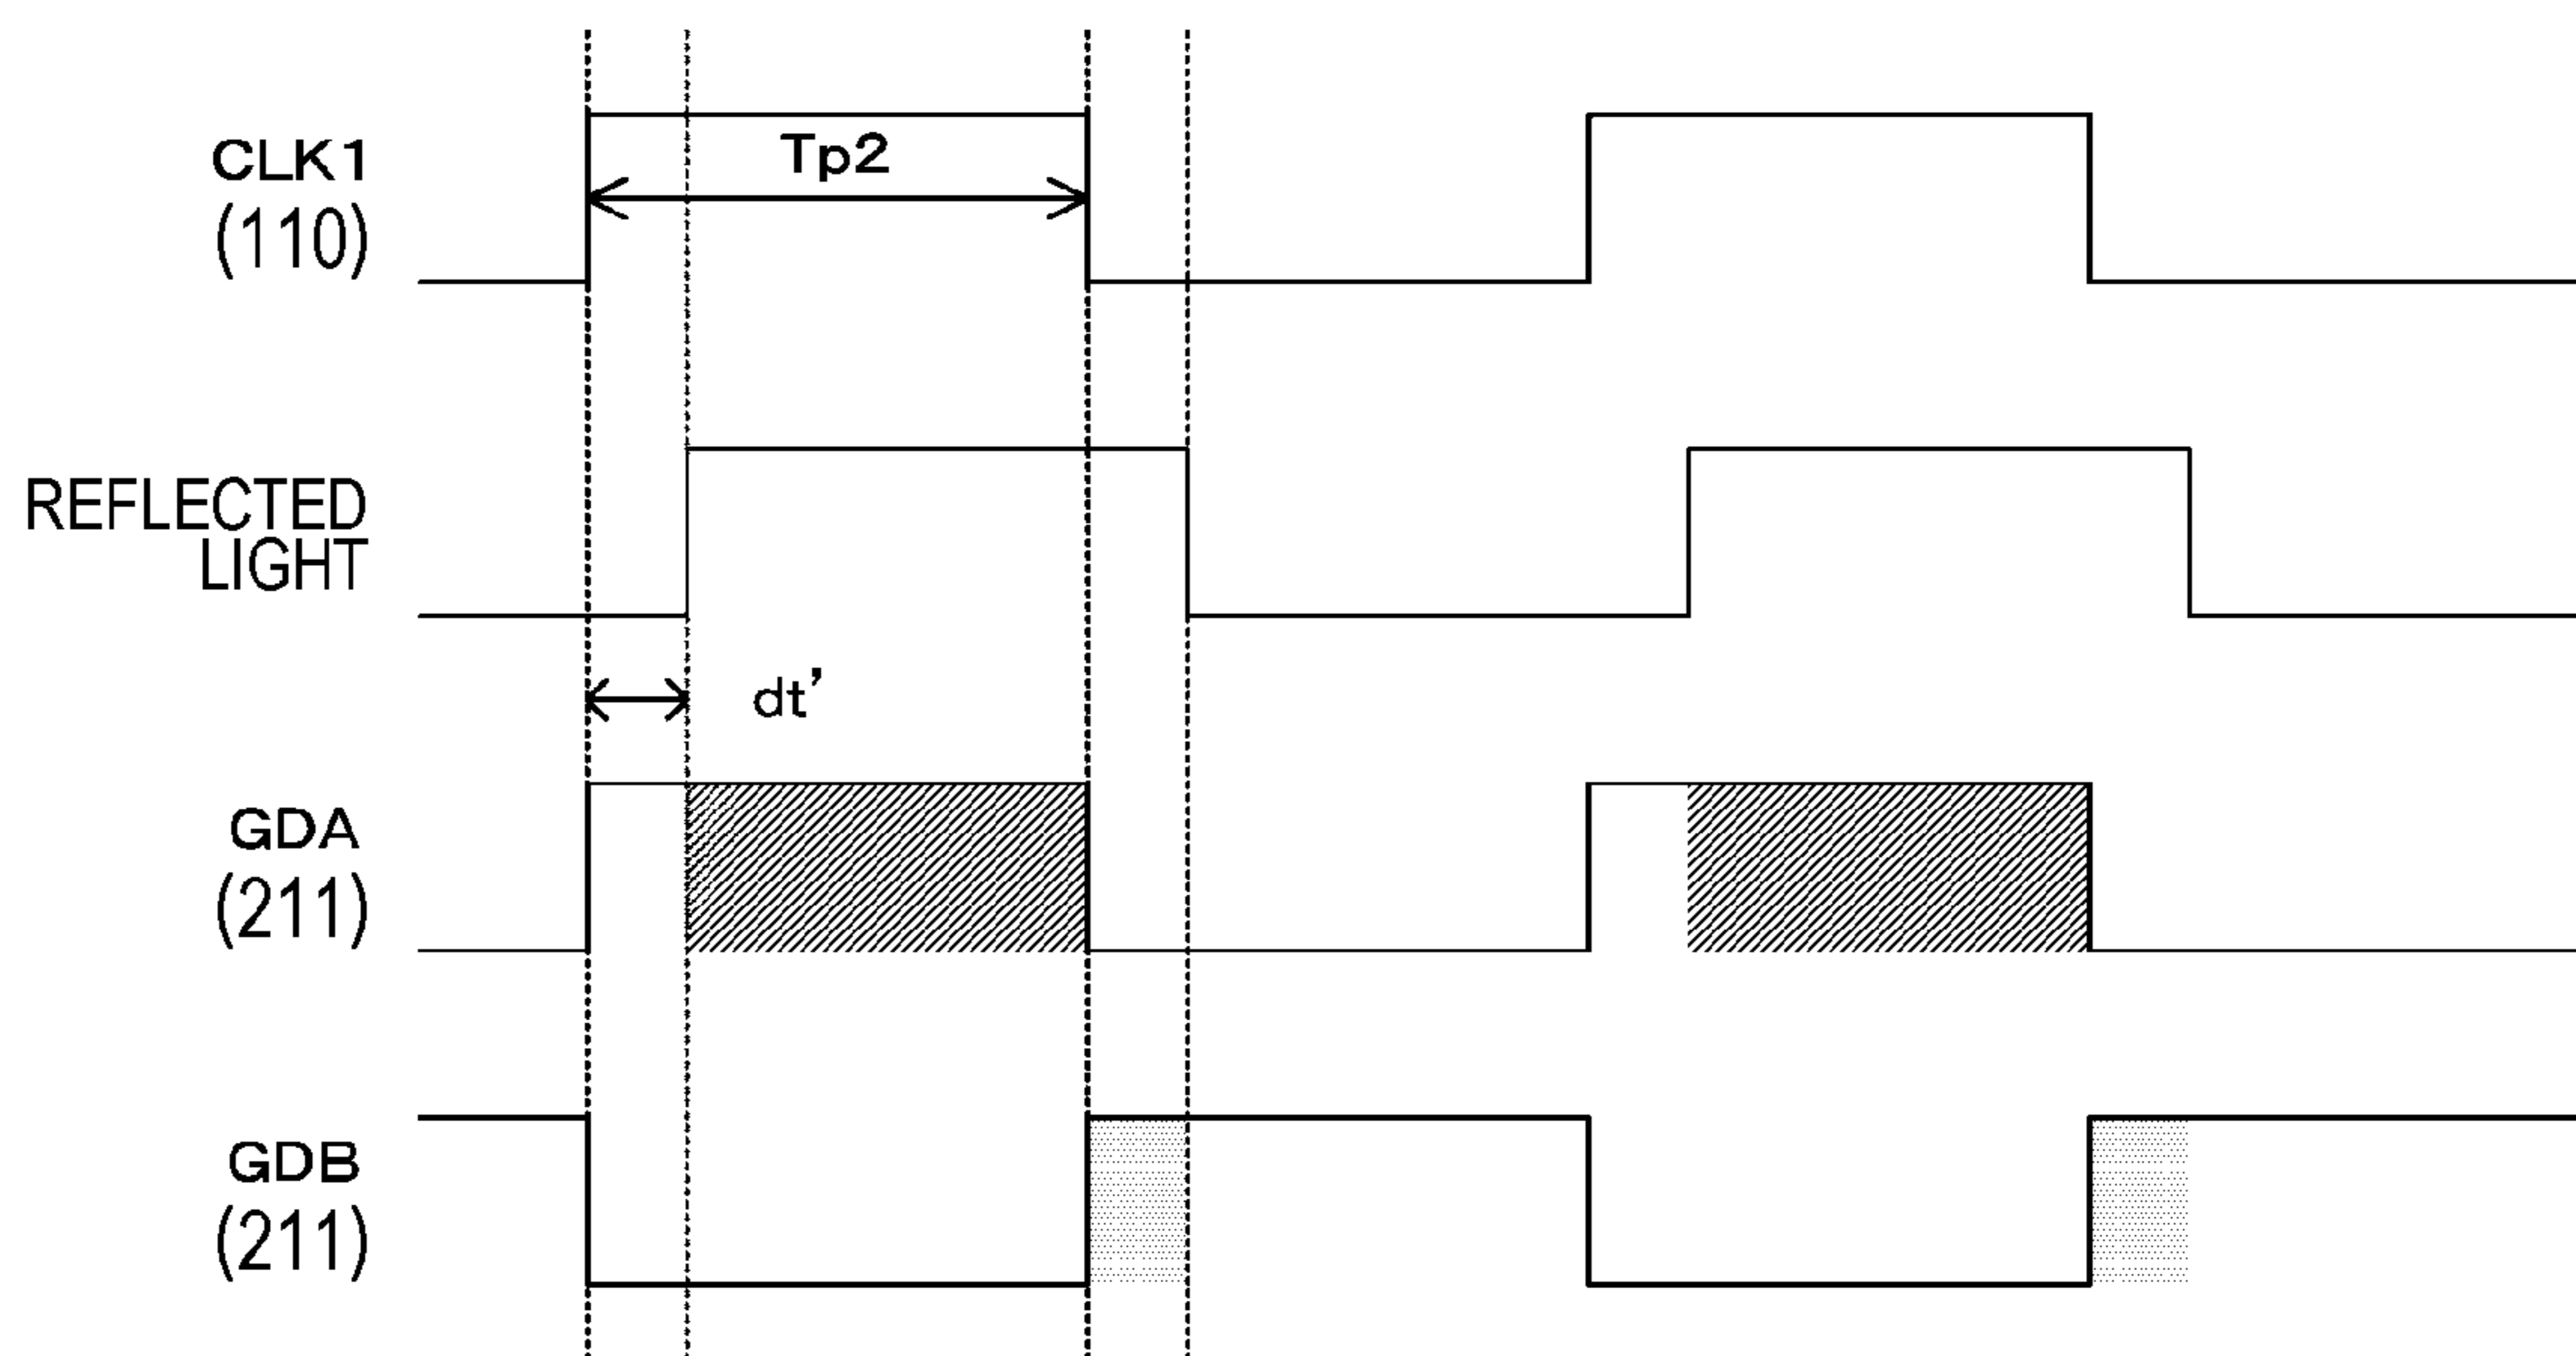 CLK1
(110)
Tp2
REFLECTED
LIGHT
dt'
GDA
(211)
GDB
(211)